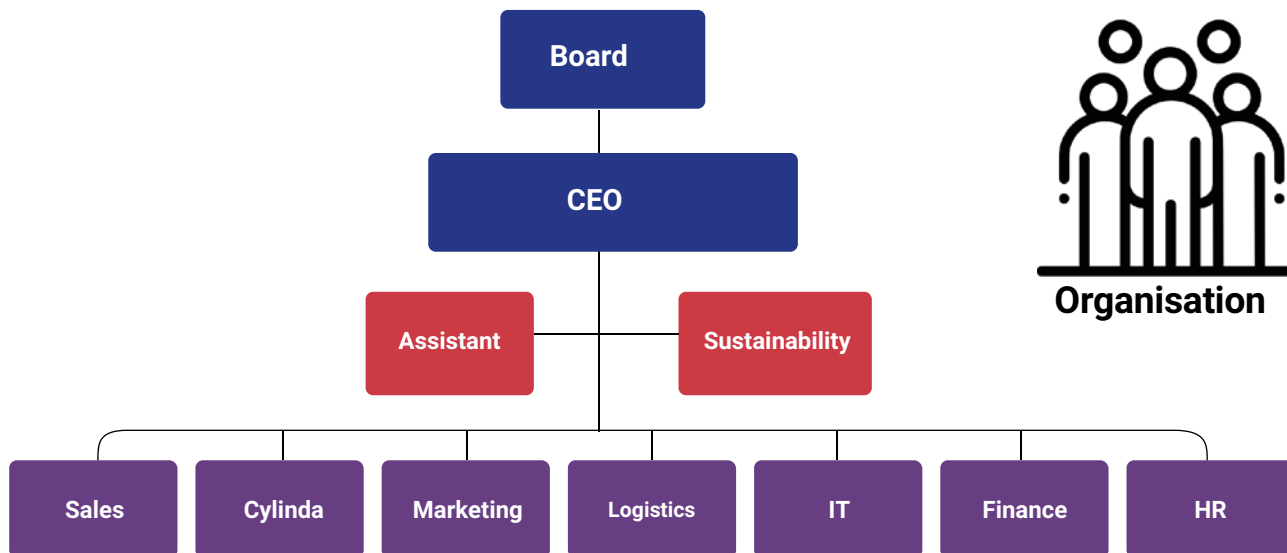 Board
CEO
Organisation
Assistant
Sustainability
Sales
Cylinda
Marketing
Logistics
IT
Finance
HR